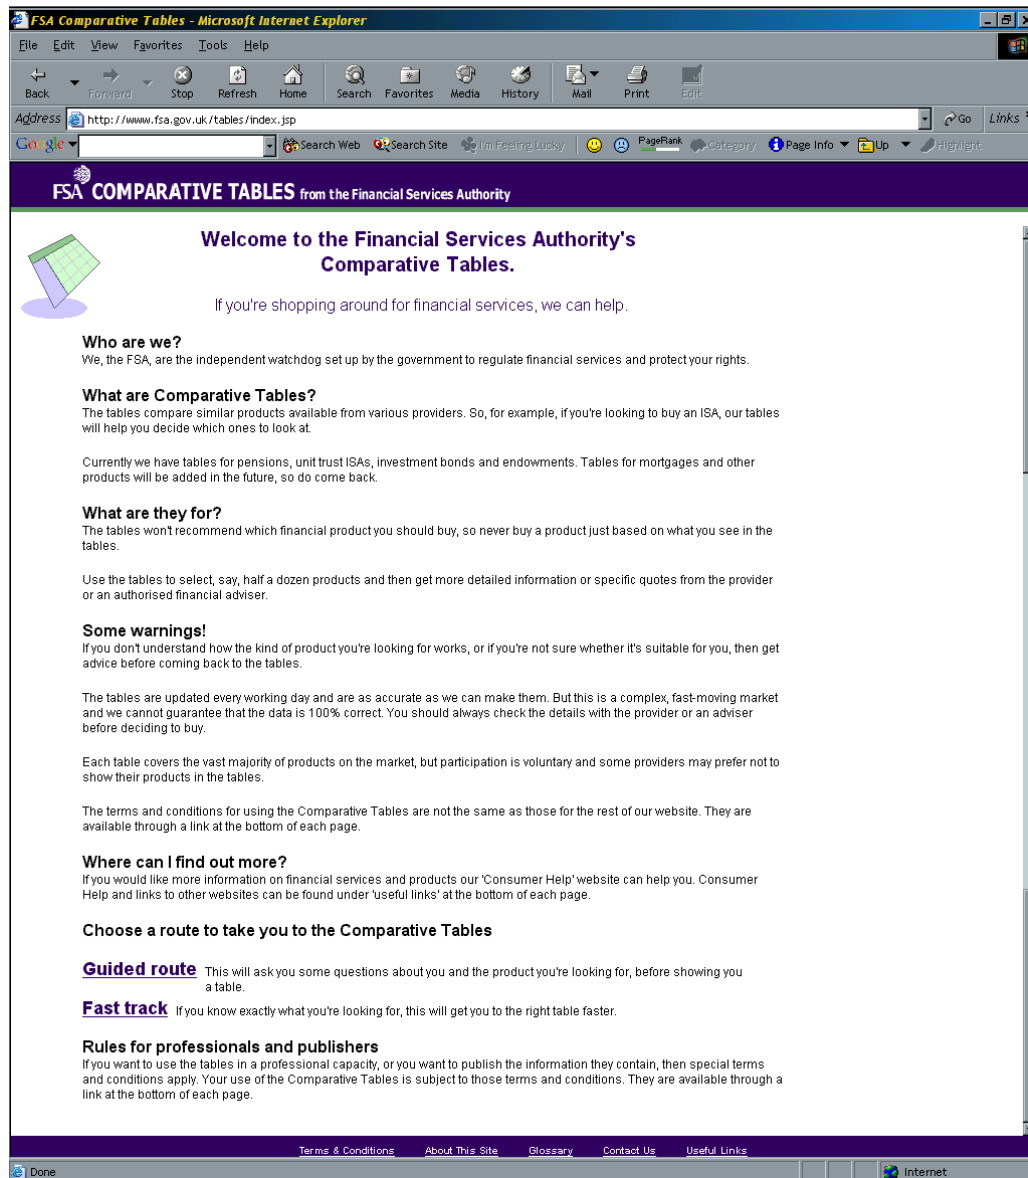 FSA Comparative Tables - Microsoft Internet Explorer
File Edit View Favorites Tools Help
Back Forward Stop Refresh Home Search Favorites Media History Mail Print Edit
Address http://www.fsa.gov.uk/tables/index.jsp Go Links
Google Search Web Search Site I'm Feeling Lucky PageRank Category Page Info Up Highlight
FSA COMPARATIVE TABLES from the Financial Services Authority
Welcome to the Financial Services Authority's
Comparative Tables.
If you're shopping around for financial services, we can help.
Who are we?
We, the FSA, are the independent watchdog set up by the government to regulate financial services and protect your rights.
What are Comparative Tables?
The tables compare similar products available from various providers. So, for example, if you're looking to buy an ISA, our tables
will help you decide which ones to look at.
Currently we have tables for pensions, unit trust ISAs, investment bonds and endowments. Tables for mortgages and other
products will be added in the future, so do come back.
What are they for?
The tables won't recommend which financial product you should buy, so never buy a product just based on what you see in the
tables.
Use the tables to select, say, half a dozen products and then get more detailed information or specific quotes from the provider
or an authorised financial adviser.
Some warnings!
If you don't understand how the kind of product you're looking for works, or if you're not sure whether it's suitable for you, then get
advice before coming back to the tables.
The tables are updated every working day and are as accurate as we can make them. But this is a complex, fast-moving market
and we cannot guarantee that the data is 100% correct. You should always check the details with the provider or an adviser
before deciding to buy.
Each table covers the vast majority of products on the market, but participation is voluntary and some providers may prefer not to
show their products in the tables.
The terms and conditions for using the Comparative Tables are not the same as those for the rest of our website. They are
available through a link at the bottom of each page.
Where can I find out more?
If you would like more information on financial services and products our 'Consumer Help' website can help you. Consumer
Help and links to other websites can be found under 'useful links' at the bottom of each page.
Choose a route to take you to the Comparative Tables
Guided route This will ask you some questions about you and the product you're looking for, before showing you
a table.
Fast track If you know exactly what you're looking for, this will get you to the right table faster.
Rules for professionals and publishers
If you want to use the tables in a professional capacity, or you want to publish the information they contain, then special terms
and conditions apply. Your use of the Comparative Tables is subject to those terms and conditions. They are available through a
link at the bottom of each page.
Terms & Conditions About This Site Glossary Contact Us Useful Links
Done Internet